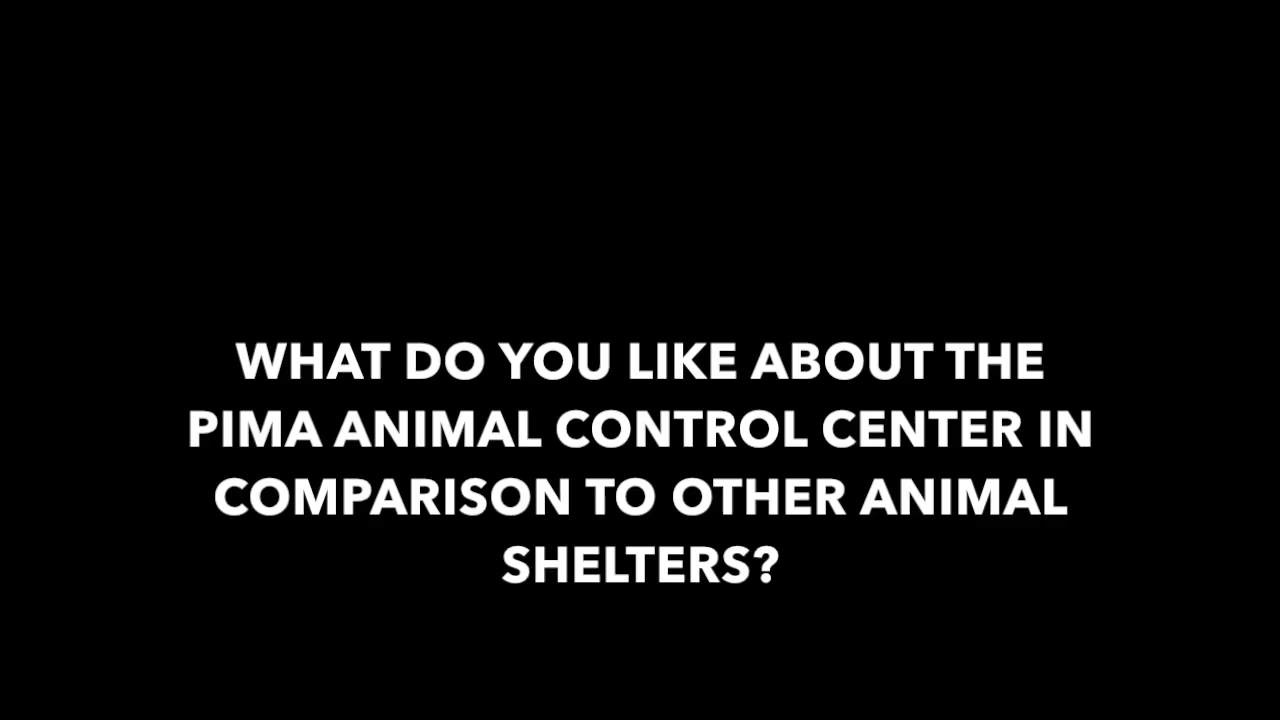 WHAT DO YOU LIKE ABOUT THE
PIMA ANIMAL CONTROL CENTER IN
COMPARISON TO OTHER ANIMAL
SHELTERS?